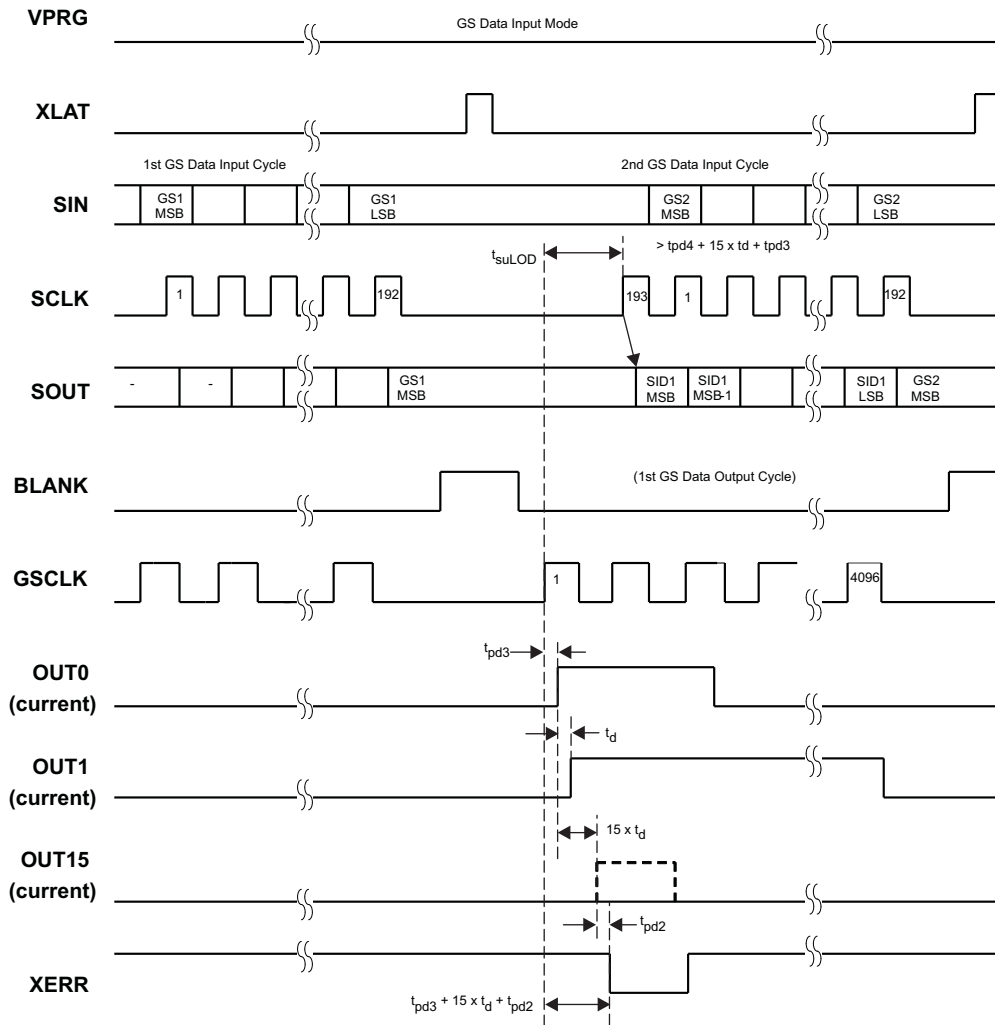 VPRG
GS Data Input Mode
XLAT
1st GS Data Input Cycle
2nd GS Data Input Cycle
SIN
GS1 MSB
GS1 LSB
GS2 MSB
GS2 LSB
tsuLOD
> tpd4 + 15 x td + tpd3
SCLK
1
192
193
1
192
SOUT
-
-
GS1 MSB
SID1 MSB
SID1 MSB-1
SID1 LSB
GS2 MSB
BLANK
(1st GS Data Output Cycle)
GSCLK
1
4096
tpd3
OUT0
(current)
td
OUT1
(current)
15 x td
OUT15
(current)
tpd2
XERR
tpd3 + 15 x td + tpd2